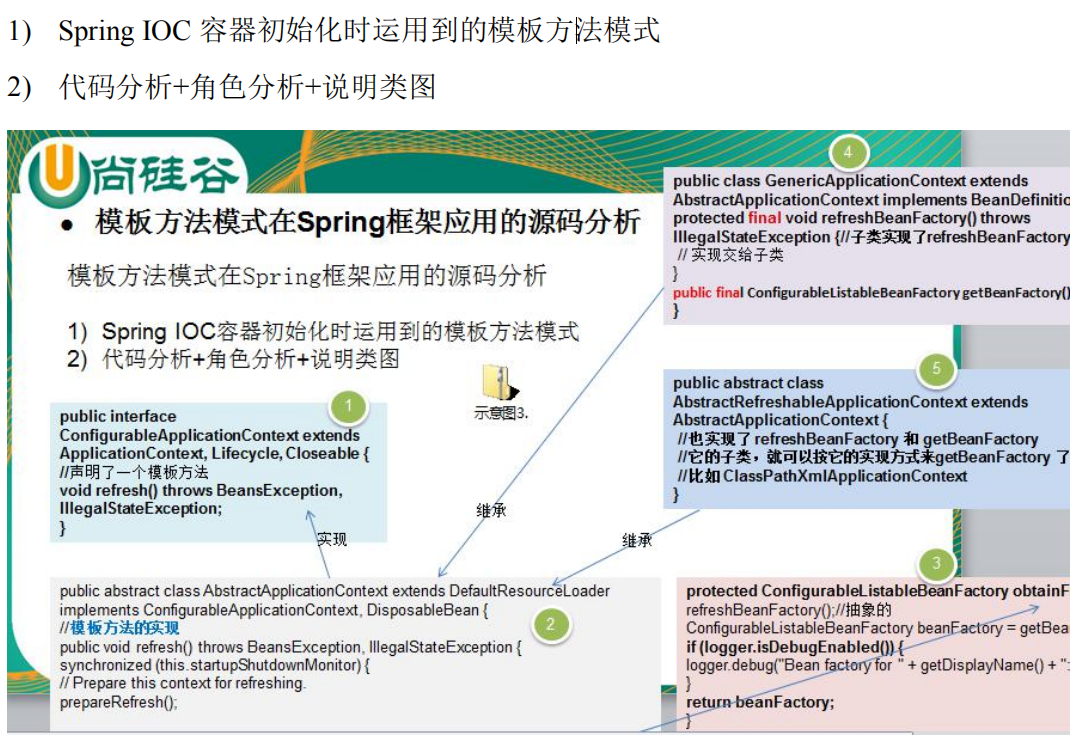 1) Spring IOC 容器初始化时运用到的模板方法模式
2) 代码分析+角色分析+说明类图
U尚硅谷
● 模板方法模式在Spring框架应用的源码分析
模板方法模式在Spring框架应用的源码分析
1) Spring IOC容器初始化时运用到的模板方法模式
2) 代码分析+角色分析+说明类图
示意图3.
1
public interface
ConfigurableApplicationContext extends
ApplicationContext, Lifecycle, Closeable {
//声明了一个模板方法
void refresh() throws BeansException,
IllegalStateException;
}
实现
继承
继承
4
public class GenericApplicationContext extends
AbstractApplicationContext implements BeanDefinitio
protected final void refreshBeanFactory() throws
IllegalStateException {//子类实现了refreshBeanFactory
// 实现交给子类
}
public final ConfigurableListableBeanFactory getBeanFactory()
}
5
public abstract class
AbstractRefreshableApplicationContext extends
AbstractApplicationContext {
//也实现了 refreshBeanFactory 和 getBeanFactory
//它的子类，就可以按它的实现方式来getBeanFactory 了
//比如 ClassPathXmlApplicationContext
}
2
public abstract class AbstractApplicationContext extends DefaultResourceLoader
implements ConfigurableApplicationContext, DisposableBean {
//模板方法的实现
public void refresh() throws BeansException, IllegalStateException {
synchronized (this.startupShutdownMonitor) {
// Prepare this context for refreshing.
prepareRefresh();
3
protected ConfigurableListableBeanFactory obtainF
refreshBeanFactory();//抽象的
ConfigurableListableBeanFactory beanFactory = getBea
if (logger.isDebugEnabled()) {
logger.debug("Bean factory for " + getDisplayName() + ":
}
return beanFactory;
}